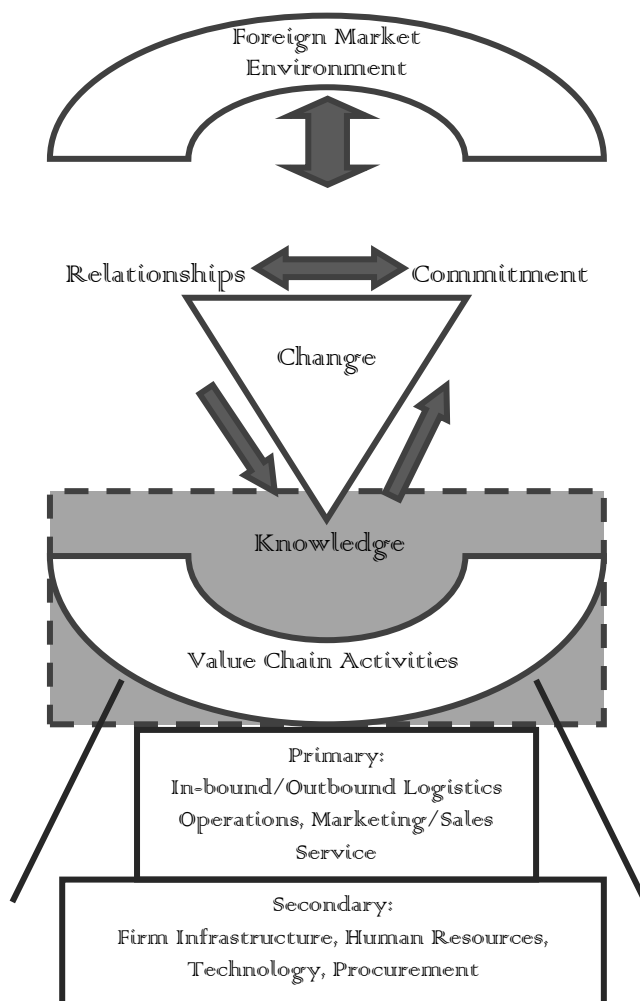 Foreign Market
Environment
Relationships
Commitment
Change
Knowledge
Value Chain Activities
Primary:
In-bound/Outbound Logistics
Operations, Marketing/Sales
Service
Secondary:
Firm Infrastructure, Human Resources,
Technology, Procurement